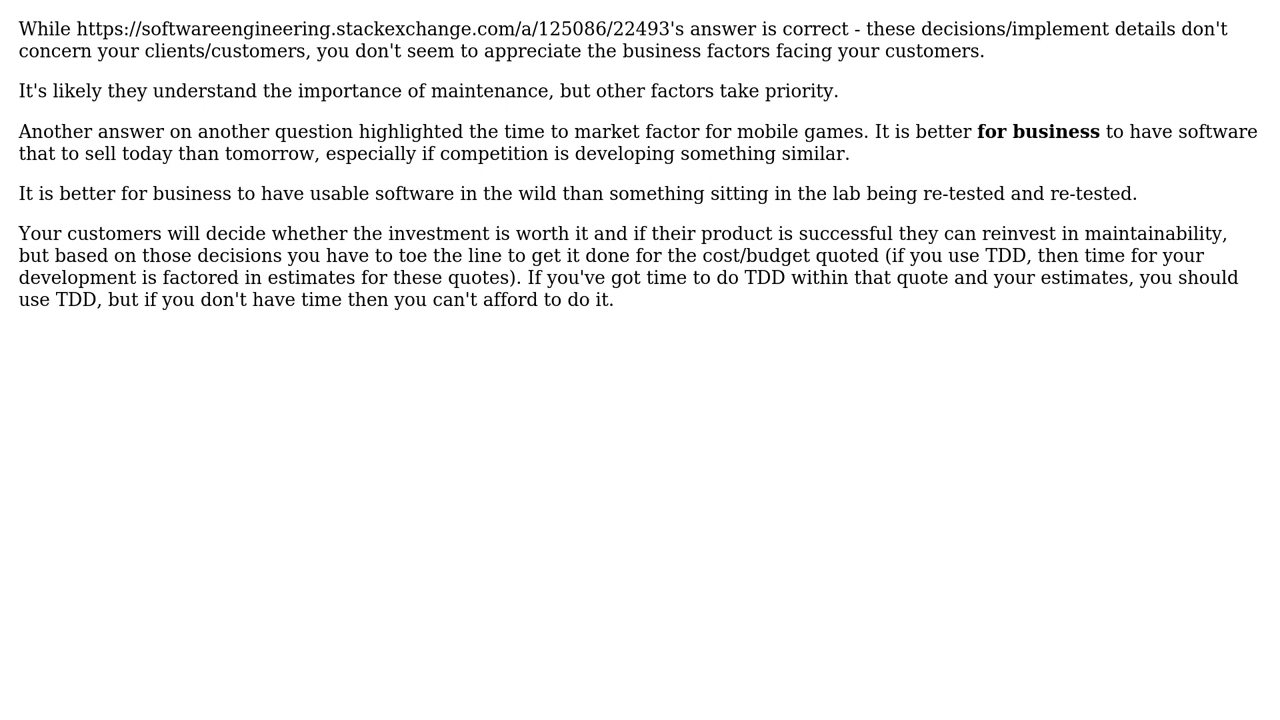 While https://softwareengineering.stackexchange.com/a/125086/22493's answer is correct - these decisions/implement details don't
concern your clients/customers, you don't seem to appreciate the business factors facing your customers.
It's likely they understand the importance of maintenance, but other factors take priority.
Another answer on another question highlighted the time to market factor for mobile games. It is better for business to have software
that to sell today than tomorrow, especially if competition is developing something similar.
It is better for business to have usable software in the wild than something sitting in the lab being re-tested and re-tested.
Your customers will decide whether the investment is worth it and if their product is successful they can reinvest in maintainability,
but based on those decisions you have to toe the line to get it done for the cost/budget quoted (if you use TDD, then time for your
development is factored in estimates for these quotes). If you've got time to do TDD within that quote and your estimates, you should
use TDD, but if you don't have time then you can't afford to do it.